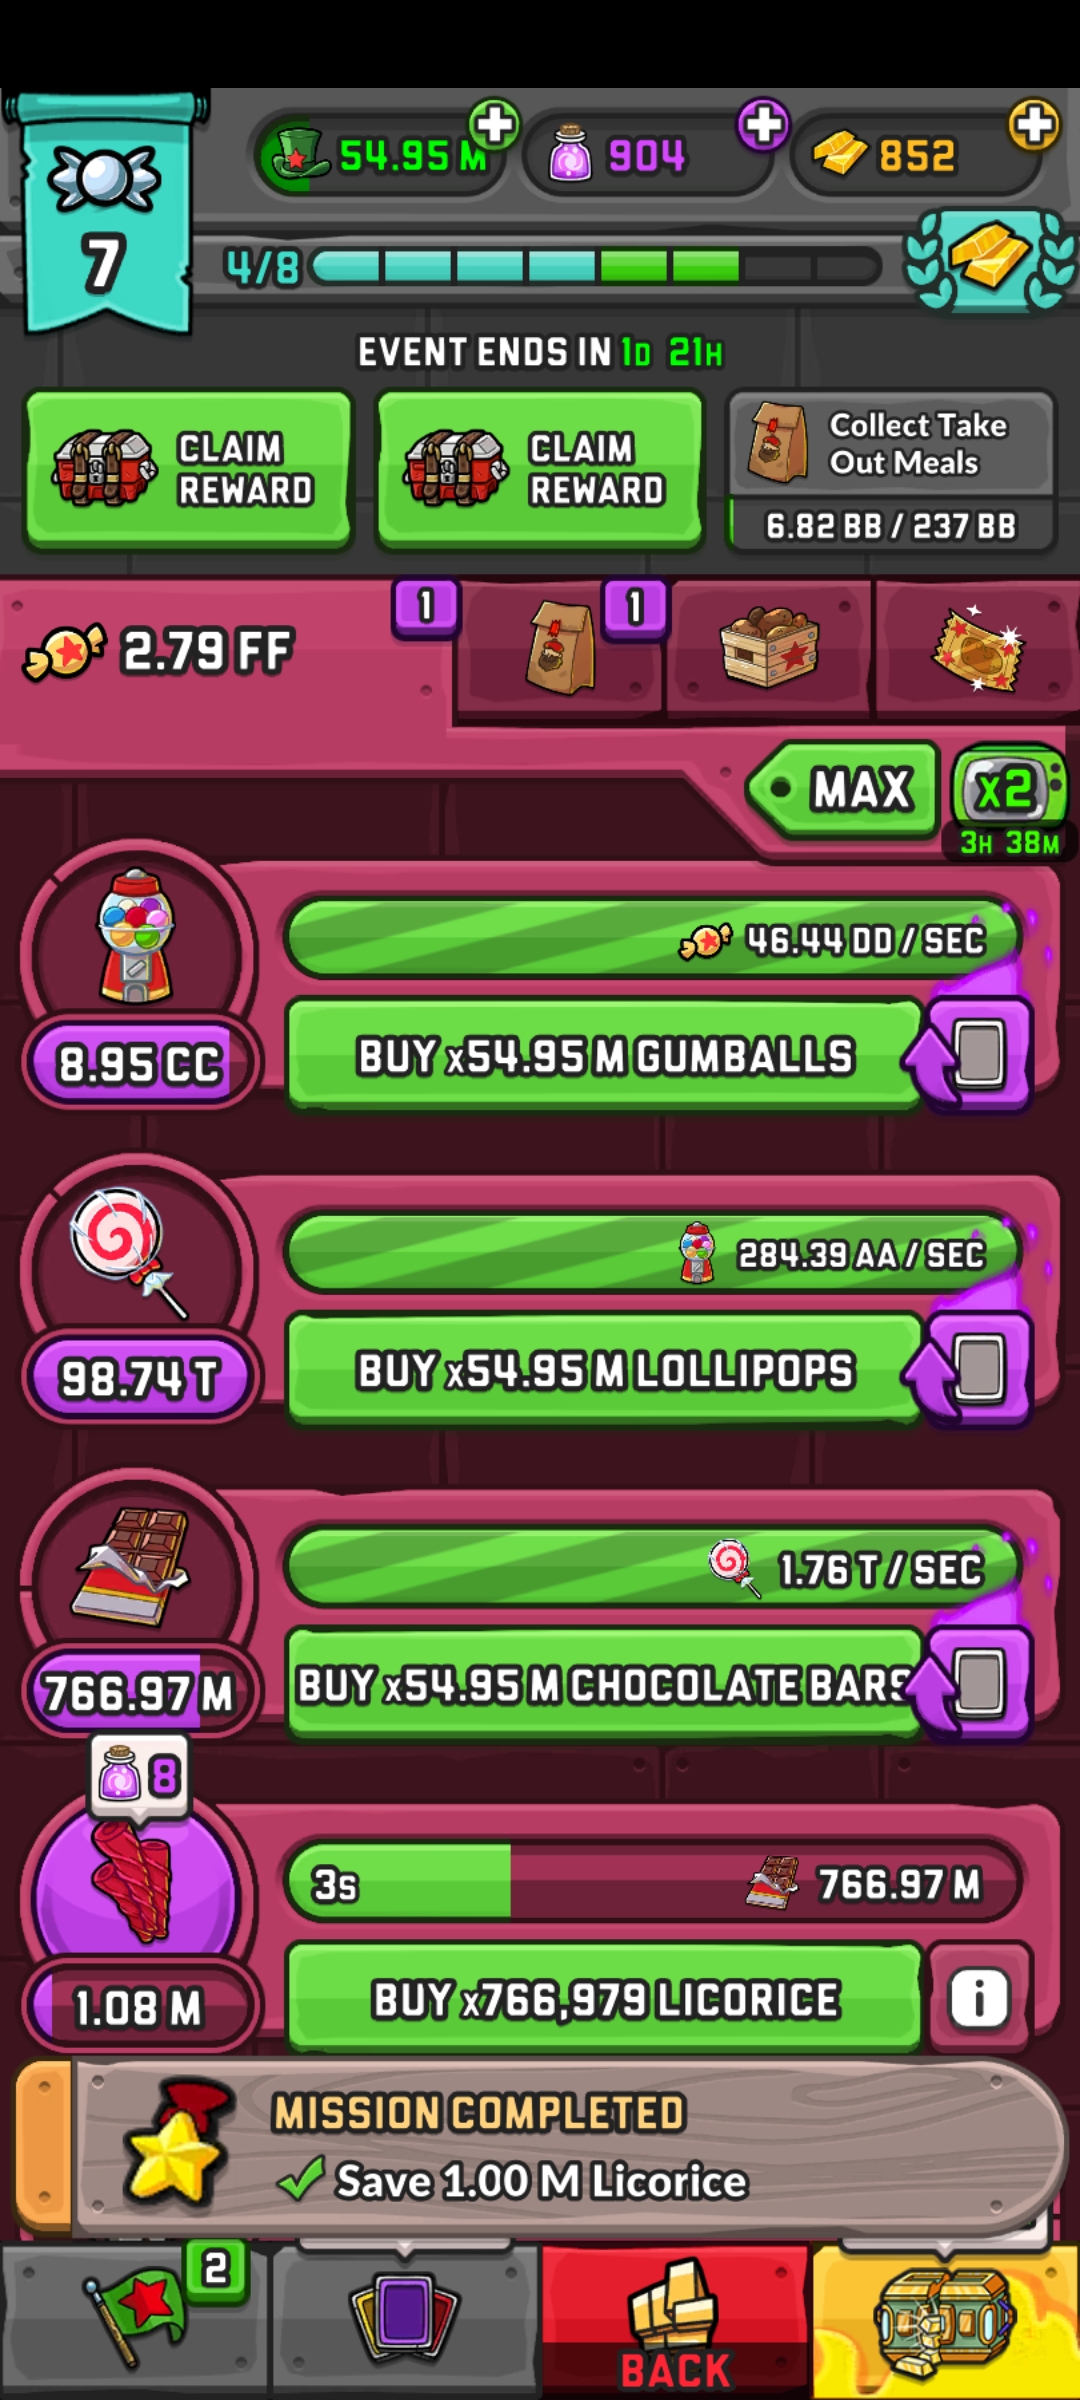 54.95 M
904
852
7
4/8
EVENT ENDS IN 1D 21H
CLAIM
REWARD
CLAIM
REWARD
Collect Take
Out Meals
6.82 BB / 237 BB
2.79 FF
1
1
MAX
x2
3H 38M
46.44 DD / SEC
8.95 CC
BUY x54.95 M GUMBALLS
284.39 AA / SEC
98.74 T
BUY x54.95 M LOLLIPOPS
1.76 T / SEC
766.97 M
BUY x54.95 M CHOCOLATE BARS
8
3s
766.97 M
1.08 M
BUY x766,979 LICORICE
i
MISSION COMPLETED
Save 1.00 M Licorice
2
BACK